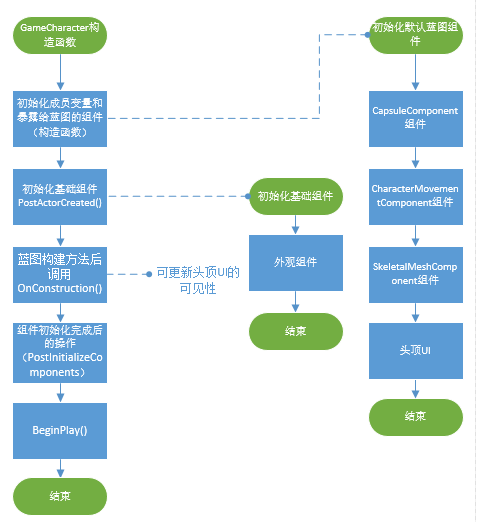 GameCharacter构
造函数
初始化成员变量和
暴露给蓝图的组件
（构造函数）
初始化基础组件
PostActorCreated()
蓝图构建方法后
调用
OnConstruction()
组件初始化完成后
的操作
（PostInitializeCo
mponents）
BeginPlay()
结束
初始化基础组件
外观组件
结束
可更新头顶UI的
可见性
初始化默认蓝图组
件
CapsuleComponent
组件
CharacterMovemen
tComponent组件
SkeletalMeshComp
onent组件
头顶UI
结束